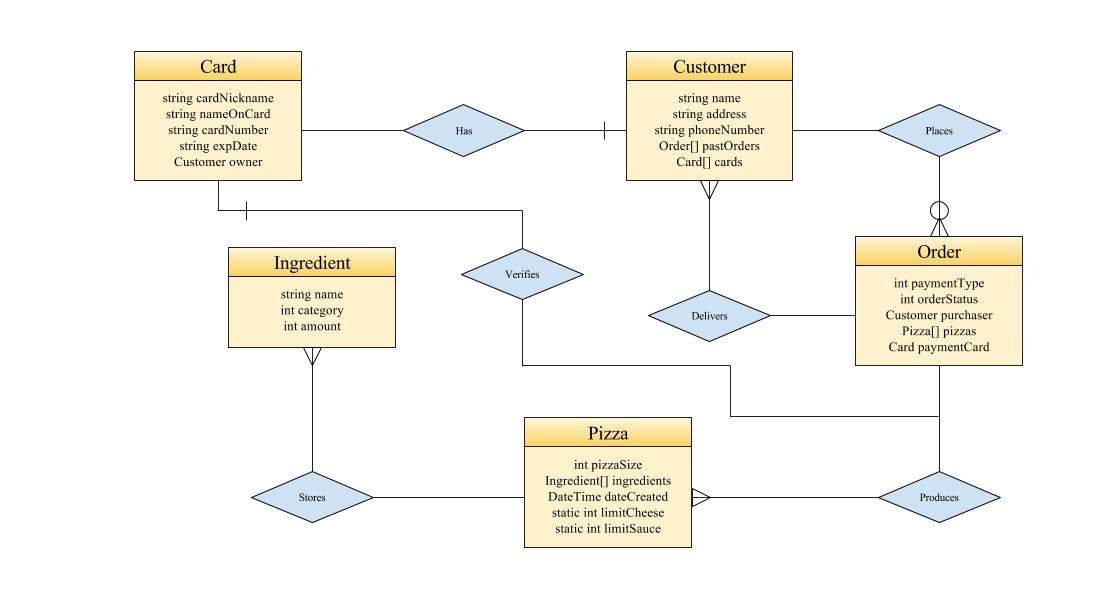 Card
string cardNickname
string nameOnCard
string cardNumber
string expDate
Customer owner
Has
Customer
string name
string address
string phoneNumber
Order[] pastOrders
Card[] cards
Places
Ingredient
string name
int category
int amount
Verifies
Delivers
Order
int paymentType
int orderStatus
Customer purchaser
Pizza[] pizzas
Card paymentCard
Stores
Pizza
int pizzaSize
Ingredient[] ingredients
DateTime dateCreated
static int limitCheese
static int limitSauce
Produces